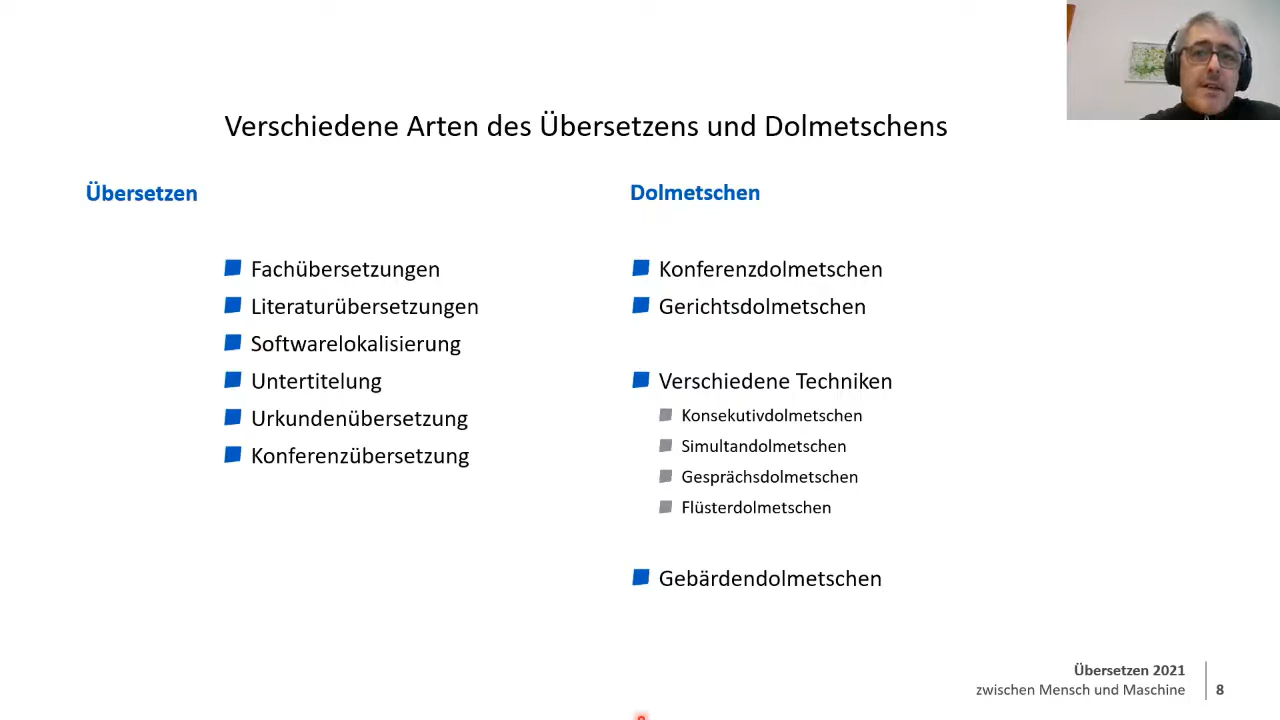 Verschiedene Arten des Übersetzens und Dolmetschens
Übersetzen
Fachübersetzungen
Literaturübersetzungen
Softwarelokalisierung
Untertitelung
Urkundenübersetzung
Konferenzübersetzung
Dolmetschen
Konferenzdolmetschen
Gerichtsdolmetschen
Verschiedene Techniken
Konsekutivdolmetschen
Simultandolmetschen
Gesprächsdolmetschen
Flüsterdolmetschen
Gebärdendolmetschen
Übersetzen 2021
zwischen Mensch und Maschine
8